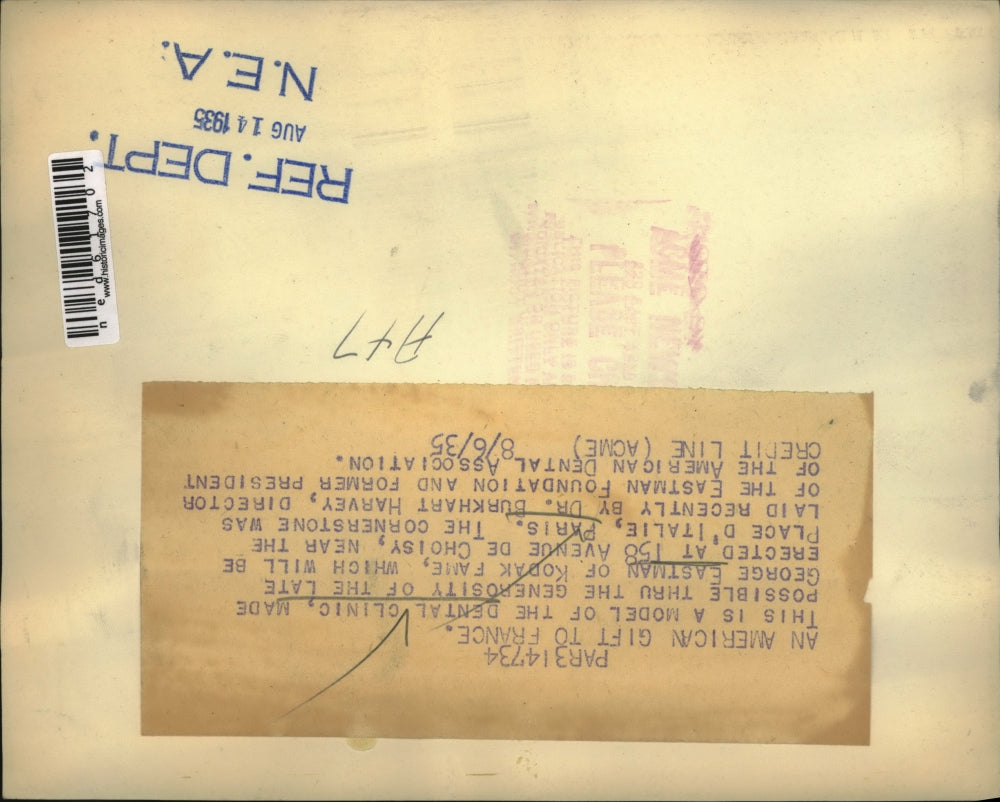 PAR314734
AN AMERICAN GIFT TO FRANCE.
THIS IS A MODEL OF THE DENTAL CLINIC, MADE
POSSIBLE THRU THE GENEROSITY OF THE LATE
GEORGE EASTMAN OF KODAK FAME, WHICH WILL BE
ERECTED AT 158 AVENUE DE CHOISY, NEAR THE
PLACE D'ITALIE, PARIS. THE CORNERSTONE WAS
LAID RECENTLY BY DR. BURKHART HARVEY, DIRECTOR
OF THE EASTMAN FOUNDATION AND FORMER PRESIDENT
OF THE AMERICAN DENTAL ASSOCIATION.
CREDIT LINE (ACME) 8/6/35
A47
REF. DEPT.
AUG 14 1935
N.E.A.
ned61702
www.historicimages.com
ACME
PLEASE